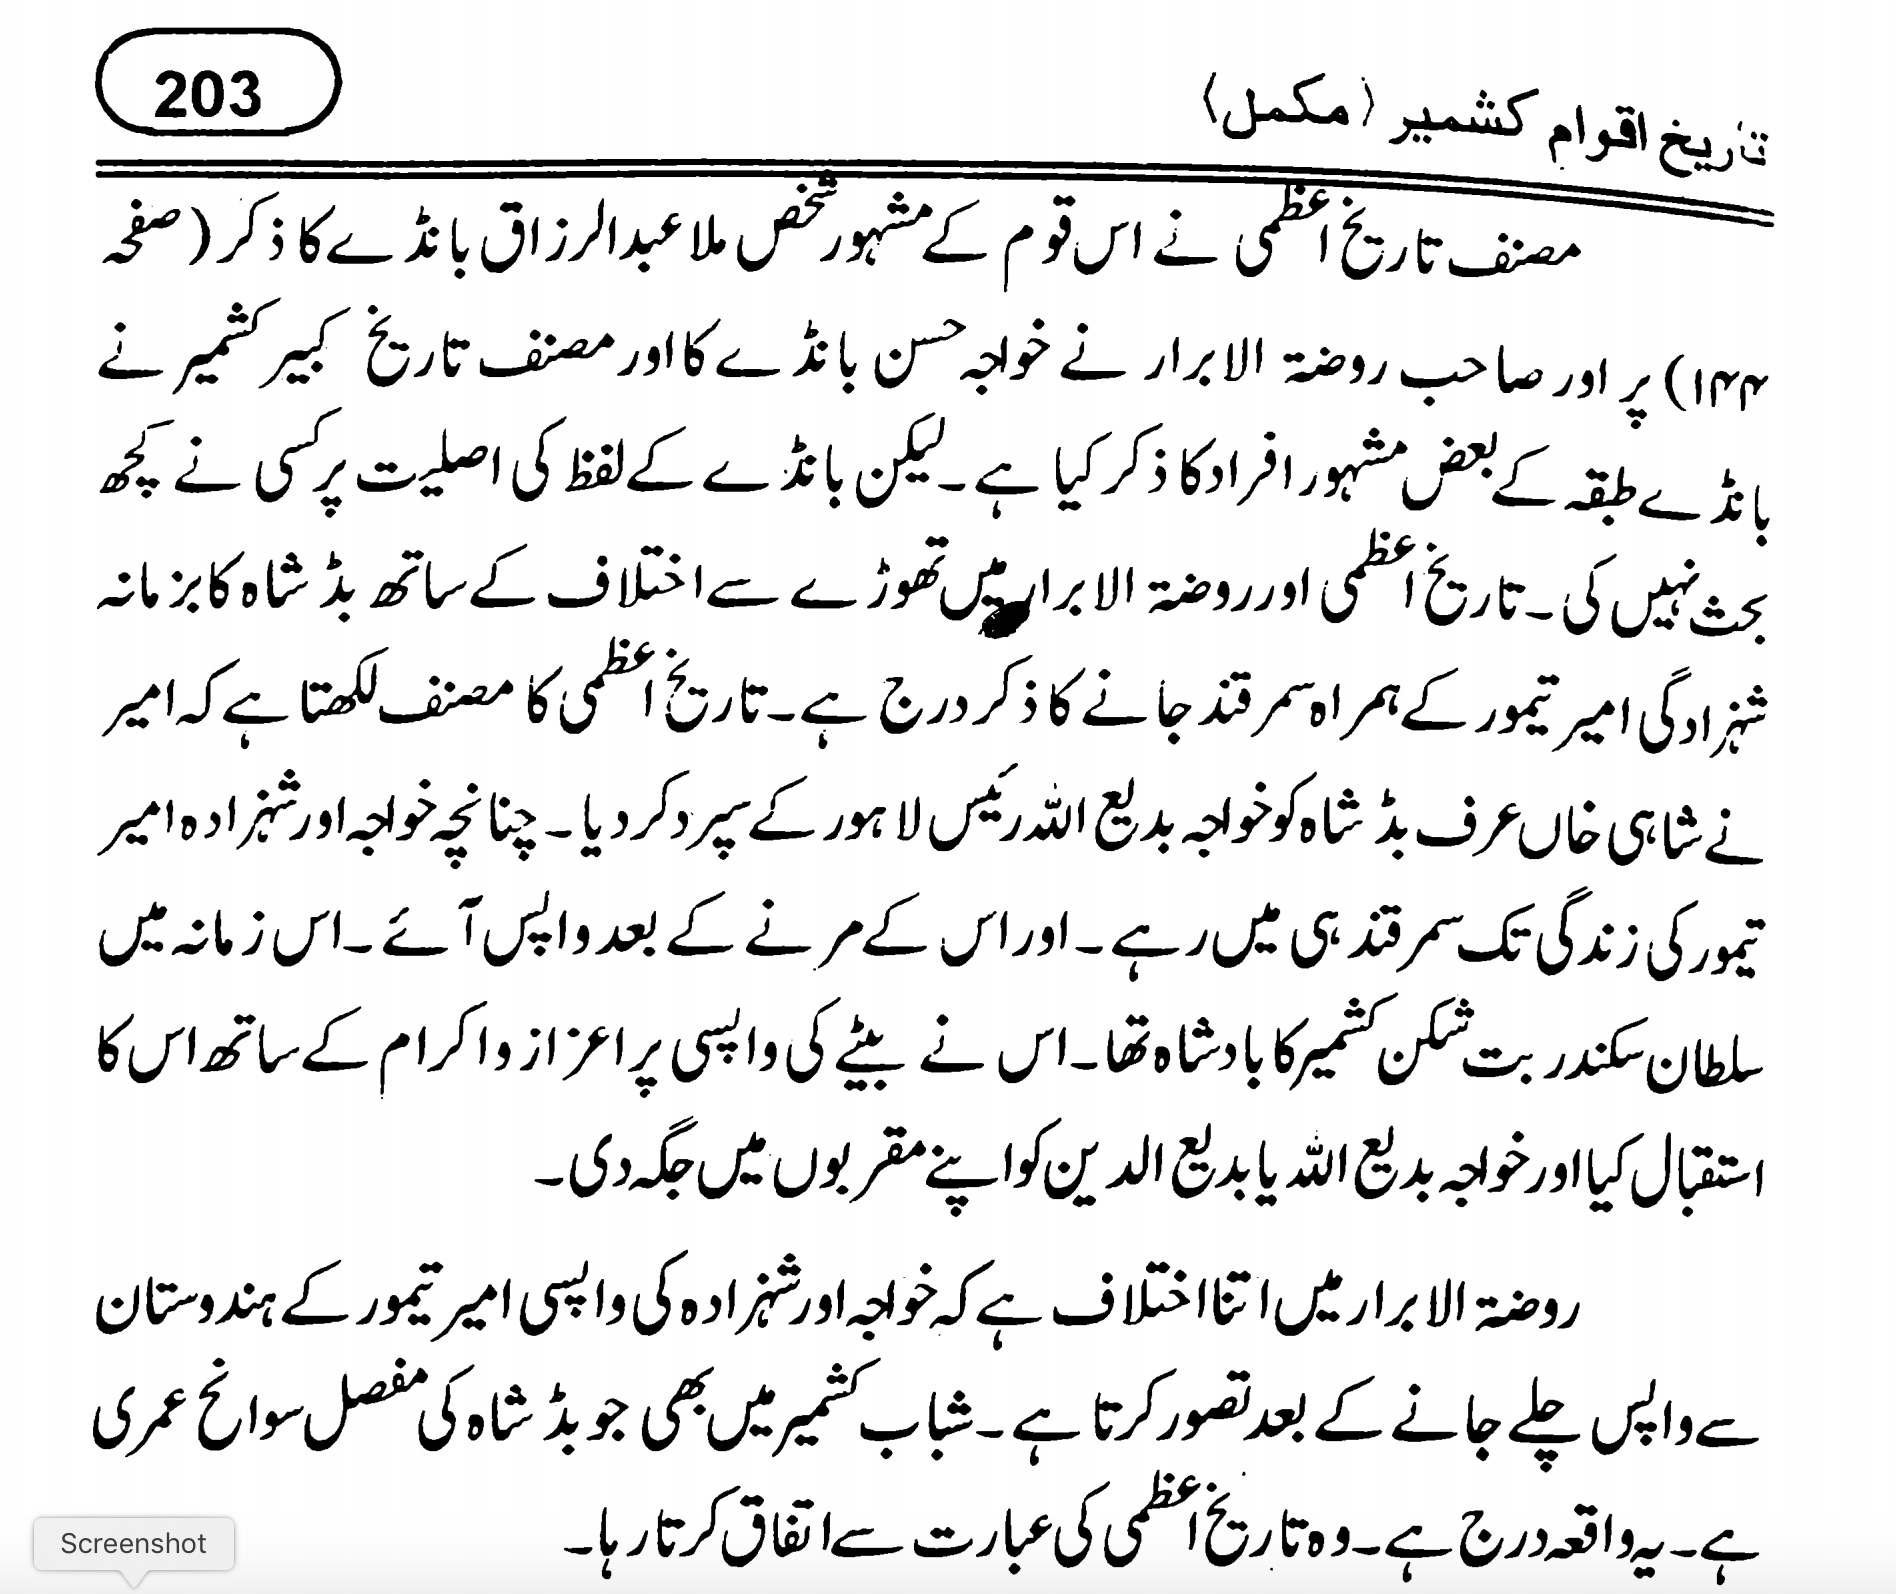 تاریخ اقوام کشمیر (مکمل)
203
مصنف تاریخ اعظمی نے اس قوم کے مشہور شخص ملا عبدالرزاق بانڈے کا ذکر (صفحہ
۱۴۴) پر اور صاحب روضۃ الابرار نے خواجہ حسن بانڈے کا اور مصنف تاریخ کبیر کشمیر نے
بانڈے طبقہ کے بعض مشہور افراد کا ذکر کیا ہے۔ لیکن بانڈے کے لفظ کی اصلیت پر کسی نے کچھ
بحث نہیں کی۔ تاریخ اعظمی اور روضۃ الابرار میں تھوڑے سے اختلاف کے ساتھ بڈ شاہ کا بزمانہ
شہزادگی امیر تیمور کے ہمراہ سمرقند جانے کا ذکر درج ہے۔ تاریخ اعظمی کا مصنف لکھتا ہے کہ امیر
نے شاہی خاں عرف بڈ شاہ کو خواجہ بدیع اللہ رئیس لاہور کے سپرد کر دیا۔ چنانچہ خواجہ اور شہزادہ امیر
تیمور کی زندگی تک سمرقند ہی میں رہے۔ اور اس کے مرنے کے بعد واپس آئے۔ اس زمانہ میں
سلطان سکندر بت شکن کشمیر کا بادشاہ تھا۔ اس نے بیٹے کی واپسی پر اعزاز و اکرام کے ساتھ اس کا
استقبال کیا اور خواجہ بدیع اللہ یا بدیع الدین کو اپنے مقربوں میں جگہ دی۔
روضۃ الابرار میں اتنا اختلاف ہے کہ خواجہ اور شہزادہ کی واپسی امیر تیمور کے ہندوستان
سے واپس چلے جانے کے بعد تصور کرتا ہے۔ شباب کشمیر میں بھی جو بڈ شاہ کی مفصل سوانح عمری
ہے۔ یہ واقعہ درج ہے۔ وہ تاریخ اعظمی کی عبارت سے اتفاق کرتا رہا۔
Screenshot